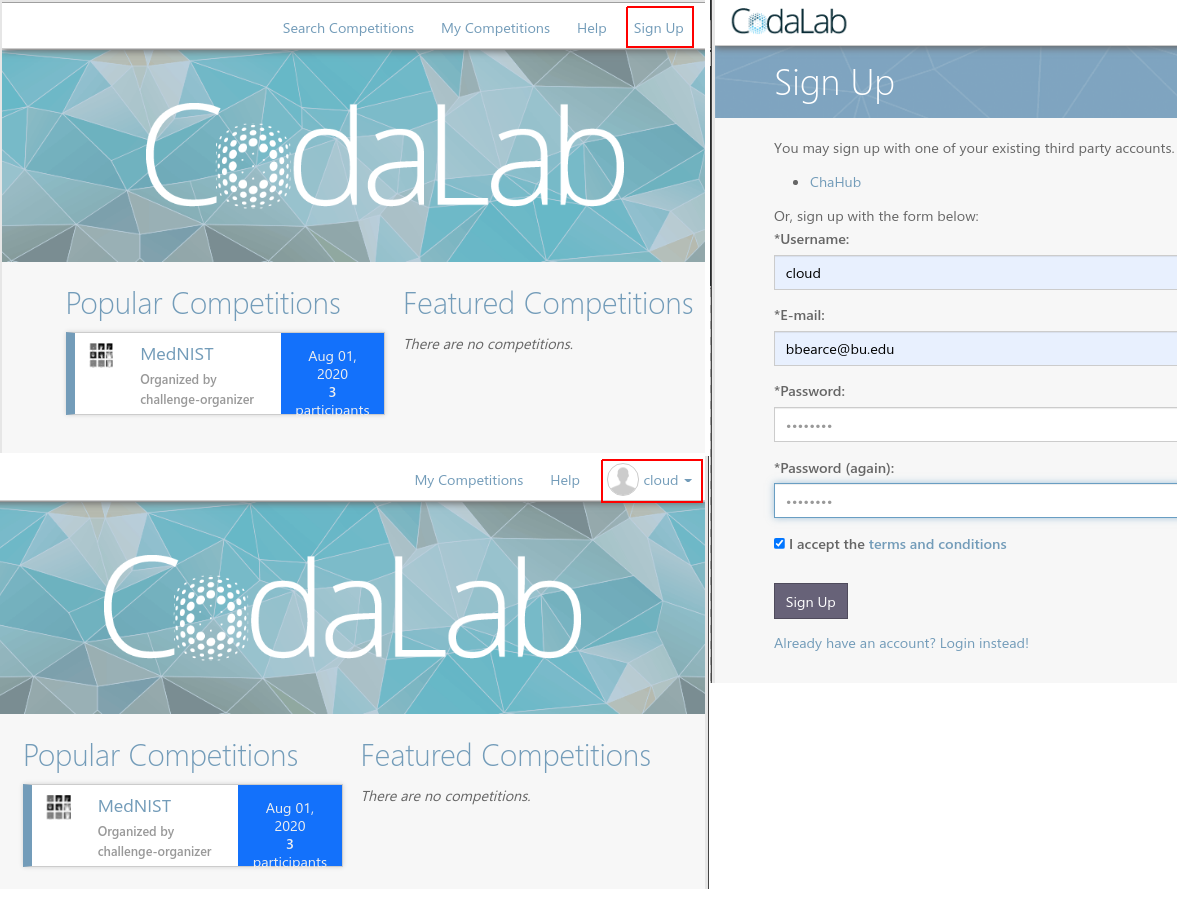 Search Competitions My Competitions Help Sign Up
CodaLab
Popular Competitions
MedNIST
Organized by
challenge-organizer
Aug 01,
2020
3
participants
Featured Competitions
There are no competitions.
My Competitions Help cloud
CodaLab
Popular Competitions
MedNIST
Organized by
challenge-organizer
Aug 01,
2020
3
participants
Featured Competitions
There are no competitions.
CodaLab
Sign Up
You may sign up with one of your existing third party accounts.
• ChaHub
Or, sign up with the form below:
*Username:
cloud
*E-mail:
bbearce@bu.edu
*Password:
••••••••
*Password (again):
••••••••
I accept the terms and conditions
Sign Up
Already have an account? Login instead!